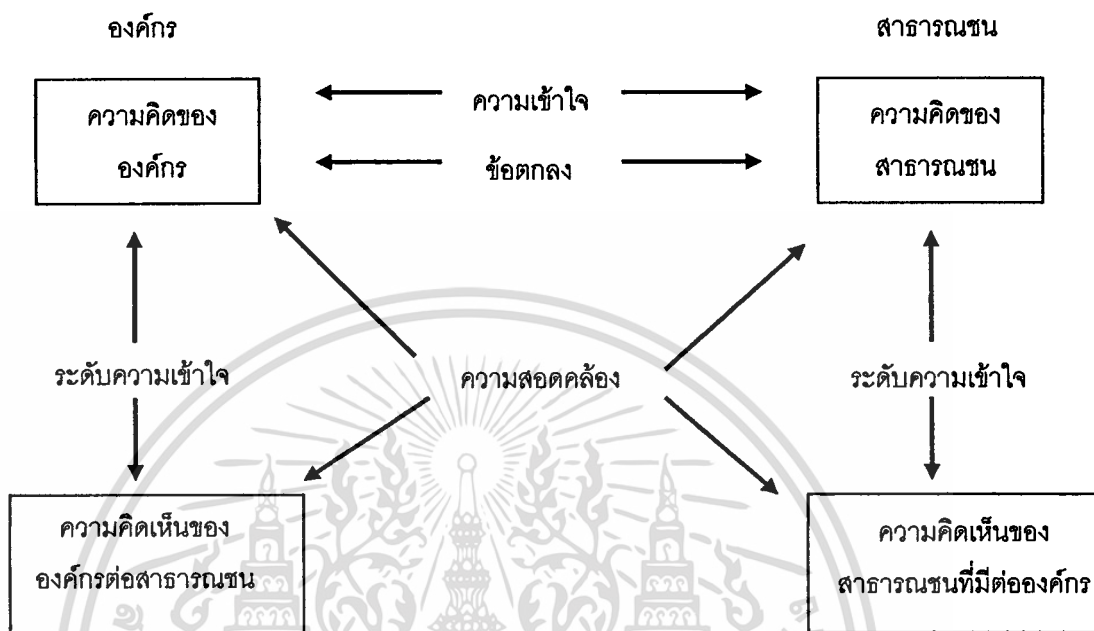 องค์กร
สาธารณชน
ความคิดของ
องค์กร
ความเข้าใจ
ข้อตกลง
ความคิดของ
สาธารณชน
ระดับความเข้าใจ
ความสอดคล้อง
ระดับความเข้าใจ
ความคิดเห็นของ
องค์กรต่อสาธารณชน
ความคิดเห็นของ
สาธารณชนที่มีต่อองค์กร